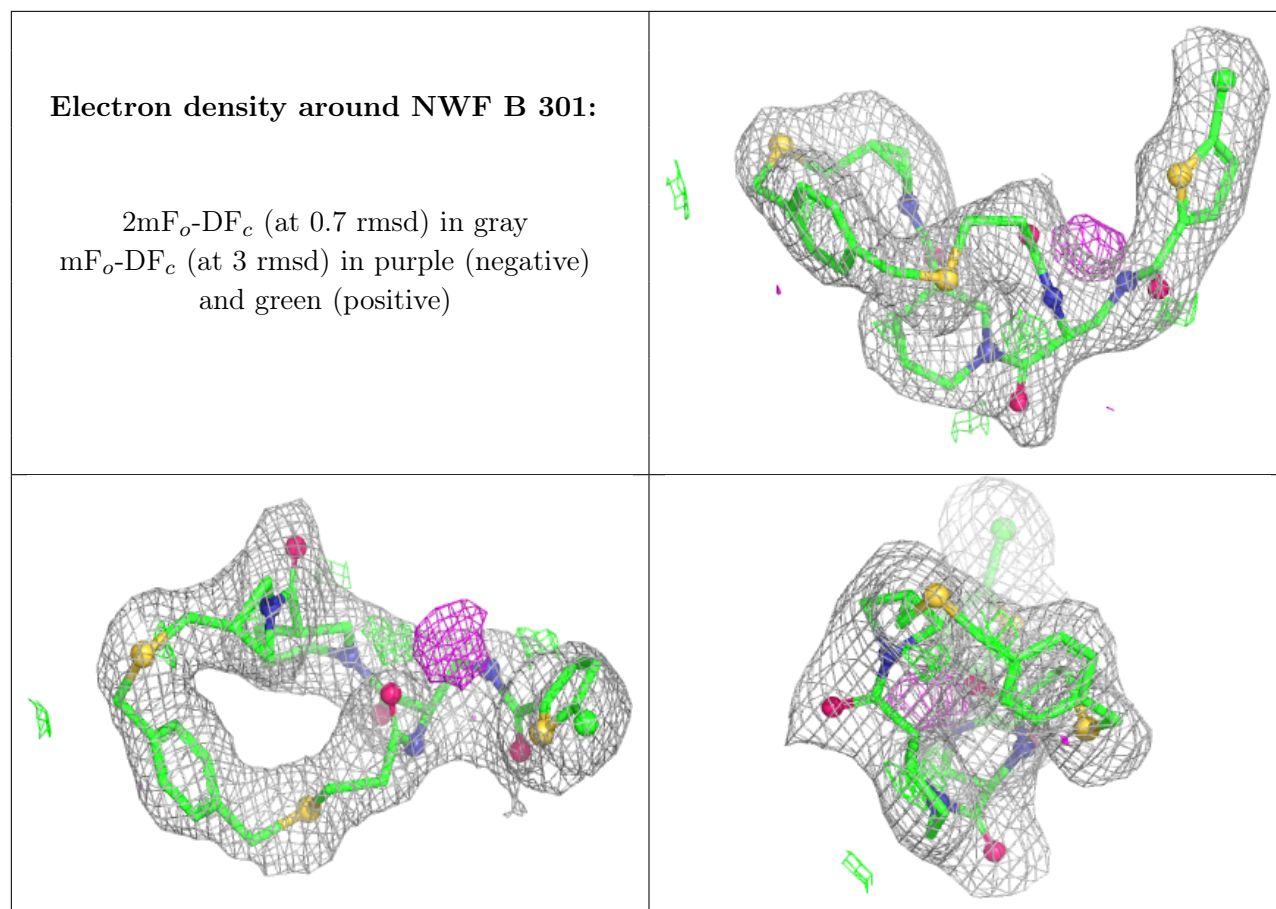 Electron density around NWF B 301:
2mFₒ-DF𝑐 (at 0.7 rmsd) in gray
mFₒ-DF𝑐 (at 3 rmsd) in purple (negative)
and green (positive)